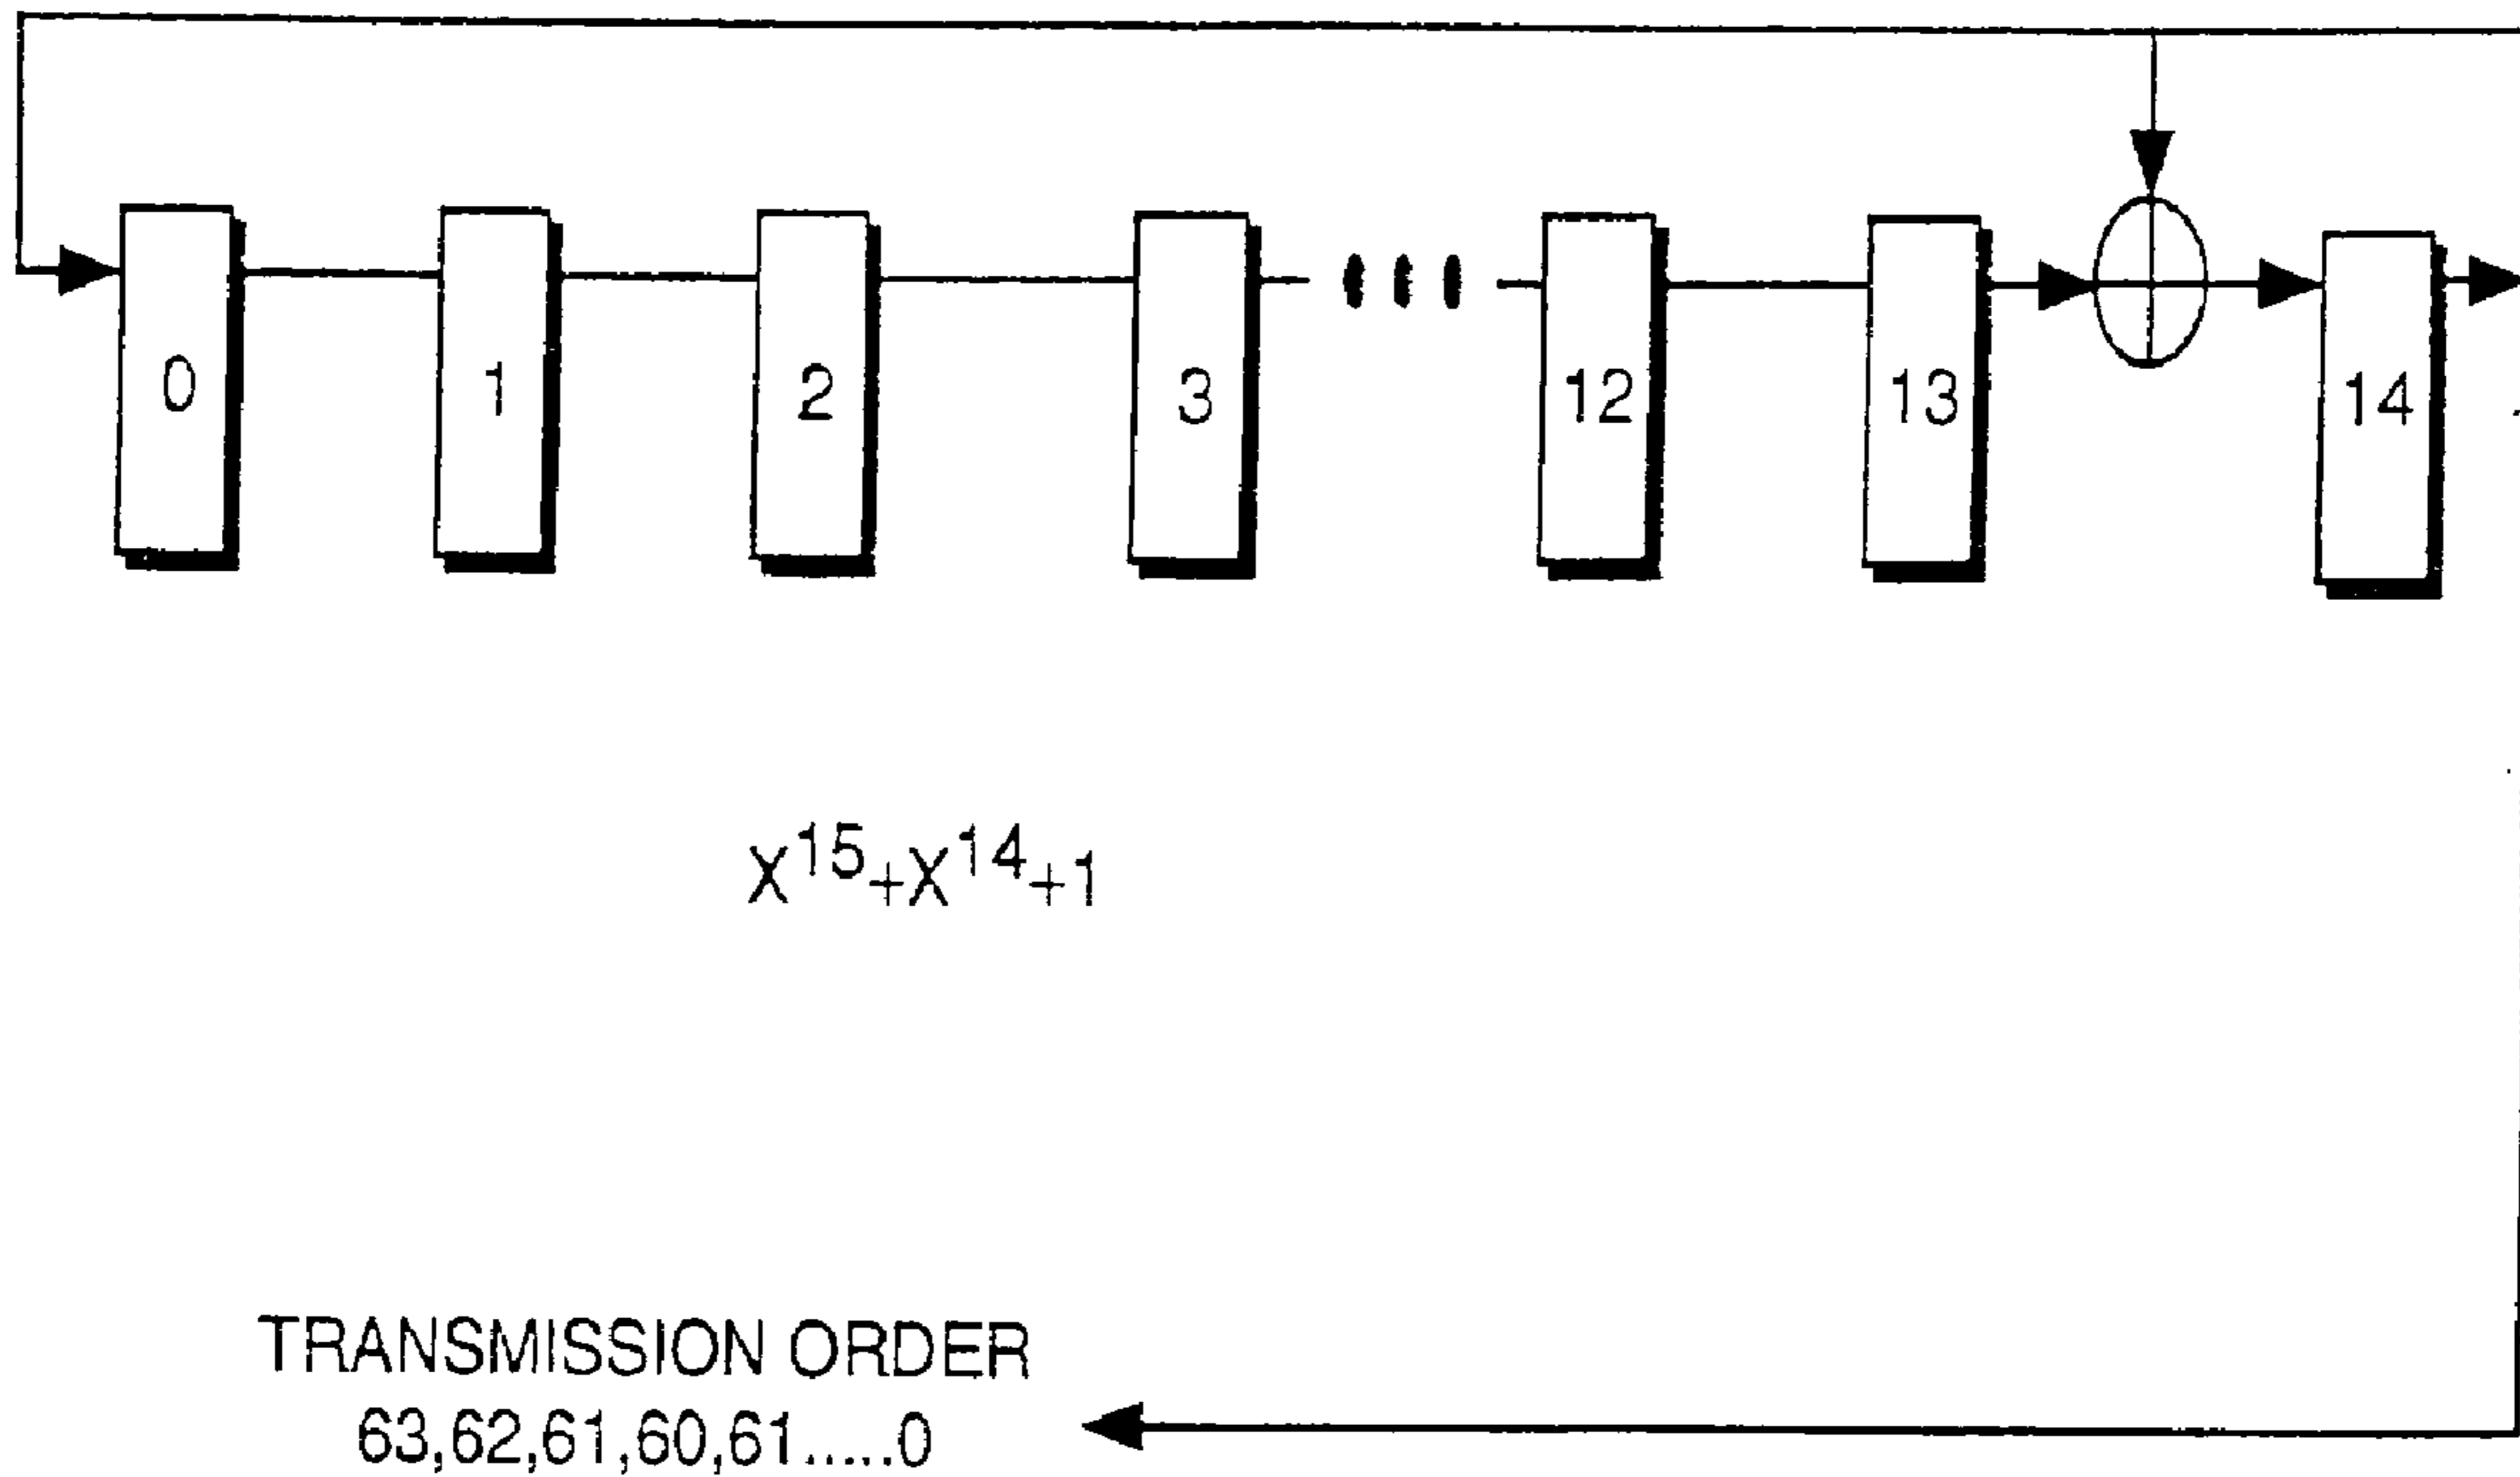 0 1 2 3 12 13 14
X¹⁵+X¹⁴+1
TRANSMISSION ORDER
63,62,61,60,61.....0